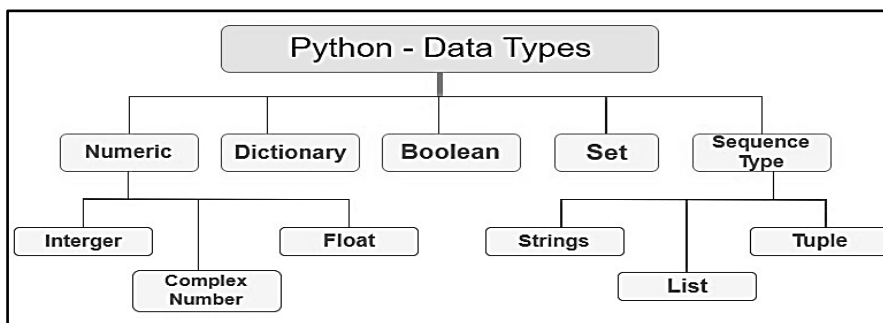 Python - Data Types
Numeric
Dictionary
Boolean
Set
Sequence
Type
Interger
Complex
Number
Float
Strings
List
Tuple